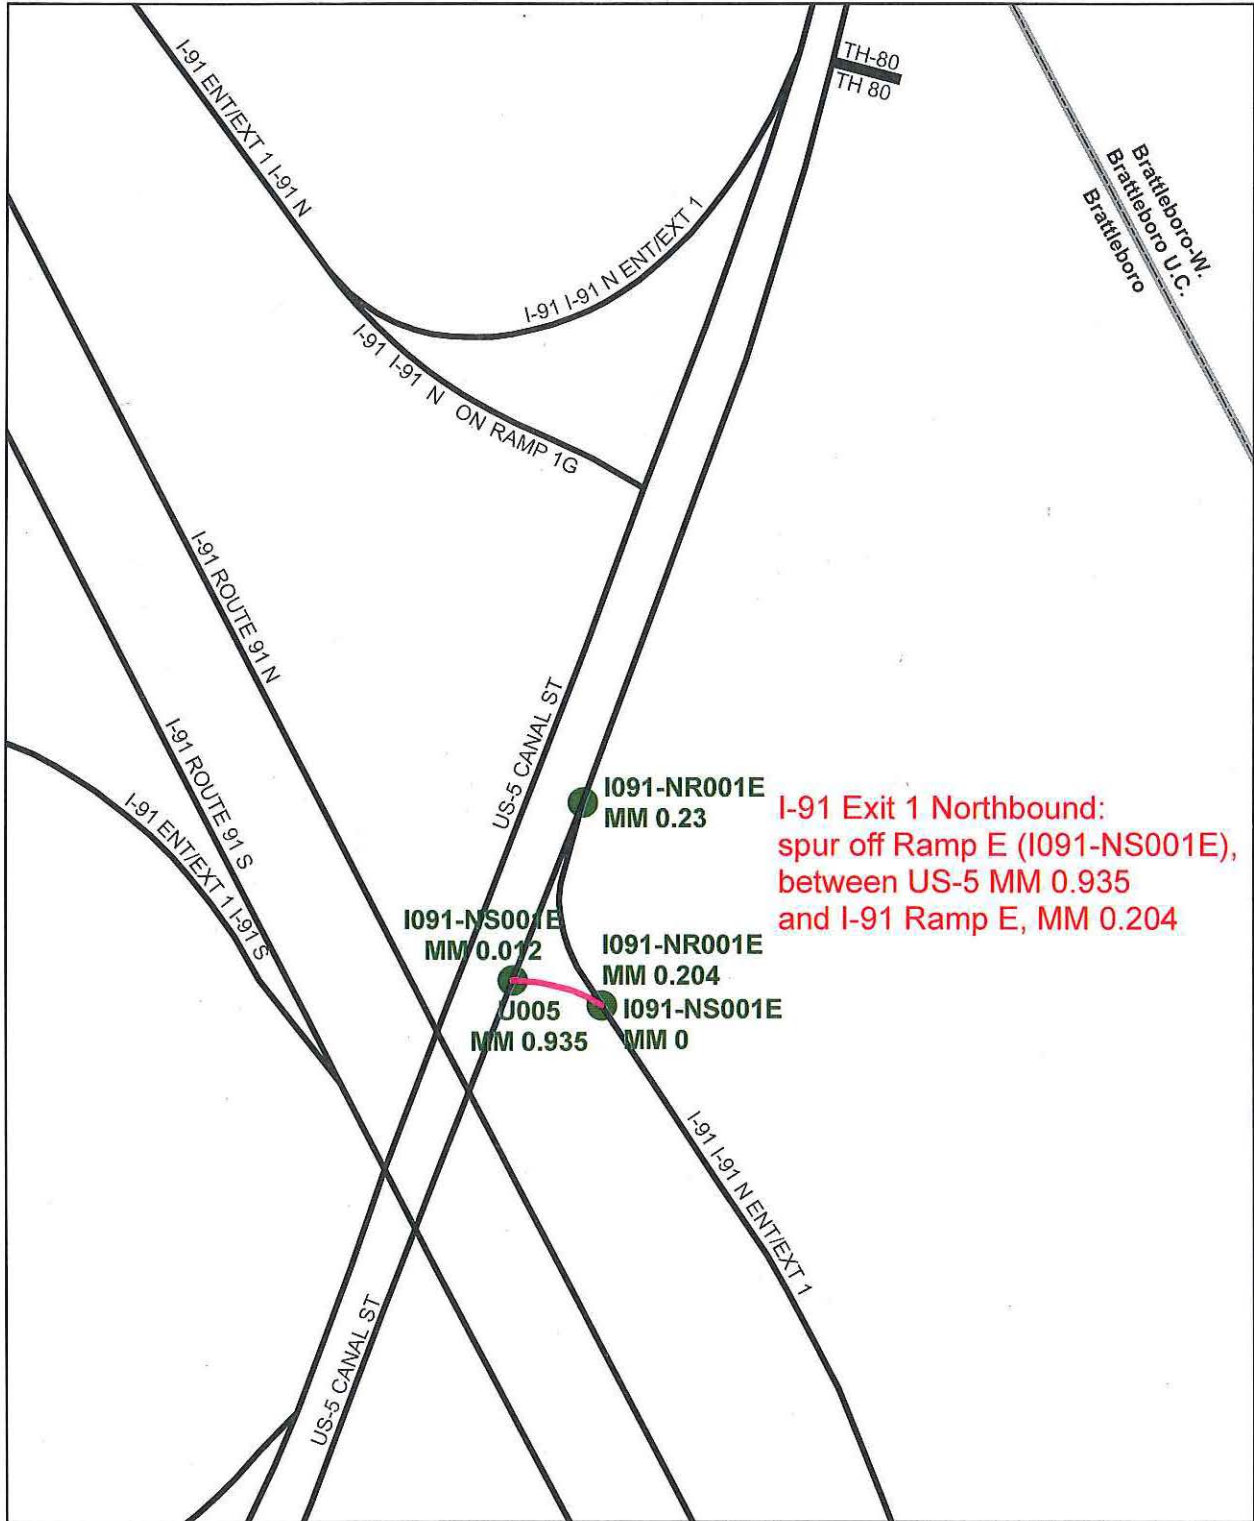 TH-80
TH 80
I-91 ENT/EXT 1 I-91 N
Brattleboro-W.
Brattleboro U.C.
Brattleboro
I-91 I-91 N ENT/EXT 1
I-91 I-91 N ON RAMP 1G
I-91 ROUTE 91 N
US-5 CANAL ST
I-91 ROUTE 91 S
I-91 ENT/EXT 1 I-91 S
I091-NR001E
MM 0.23
I-91 Exit 1 Northbound:
spur off Ramp E (I091-NS001E),
between US-5 MM 0.935
and I-91 Ramp E, MM 0.204
I091-NS001E
MM 0.012
I091-NR001E
MM 0.204
U005
MM 0.935
I091-NS001E
MM 0
I-91 I-91 N ENT/EXT 1
US-5 CANAL ST